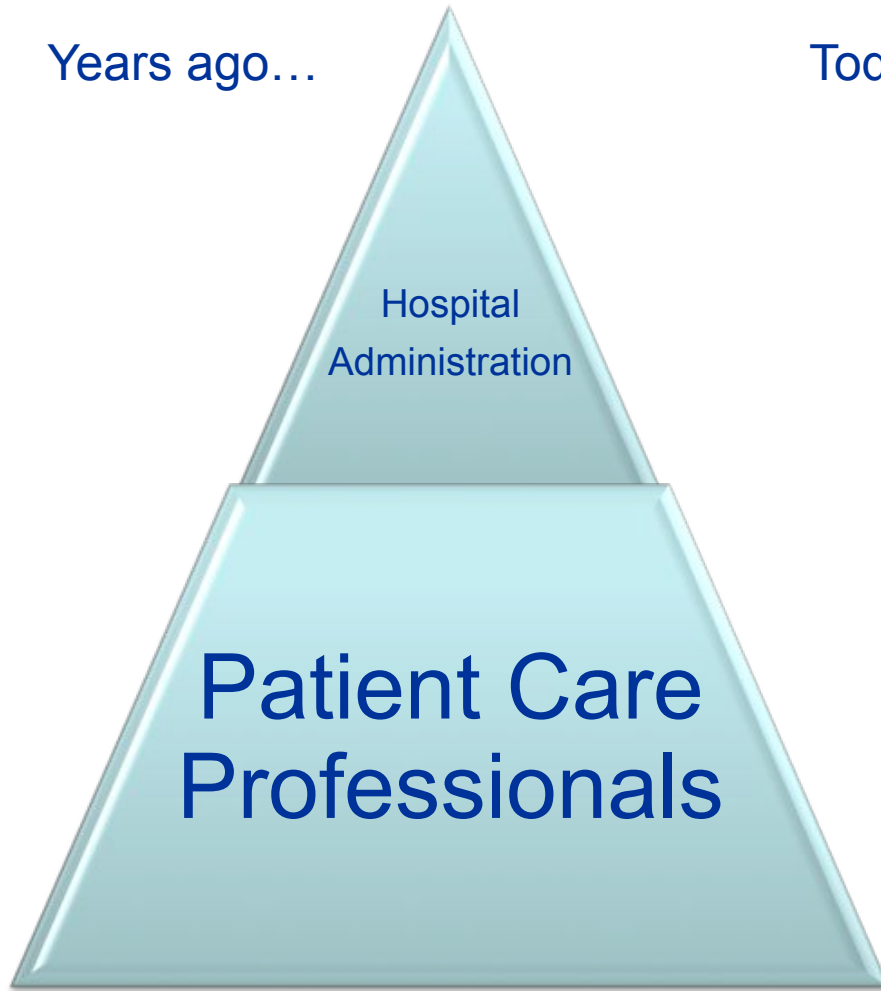 Years ago…
Hospital
Administration
Patient Care
Professionals